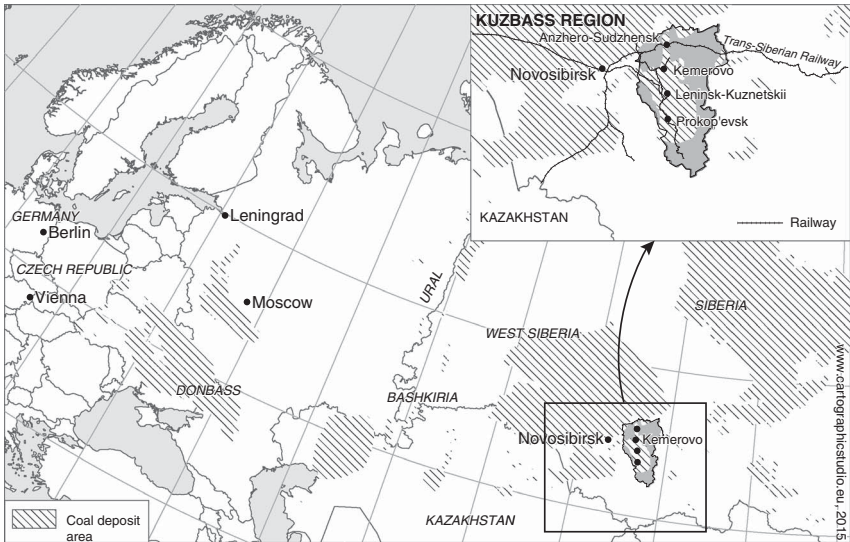 KUZBASS REGION
Anzhero-Sudzhensk
Trans-Siberian Railway
Novosibirsk
Kemerovo
Leninsk-Kuznetskii
Prokop'evsk
KAZAKHSTAN
Railway
GERMANY
Berlin
Leningrad
CZECH REPUBLIC
Vienna
Moscow
URAL
SIBERIA
WEST SIBERIA
DONBASS
BASHKIRIA
Novosibirsk
Kemerovo
KAZAKHSTAN
Coal deposit
area
www.cartographicstudio.eu, 2015